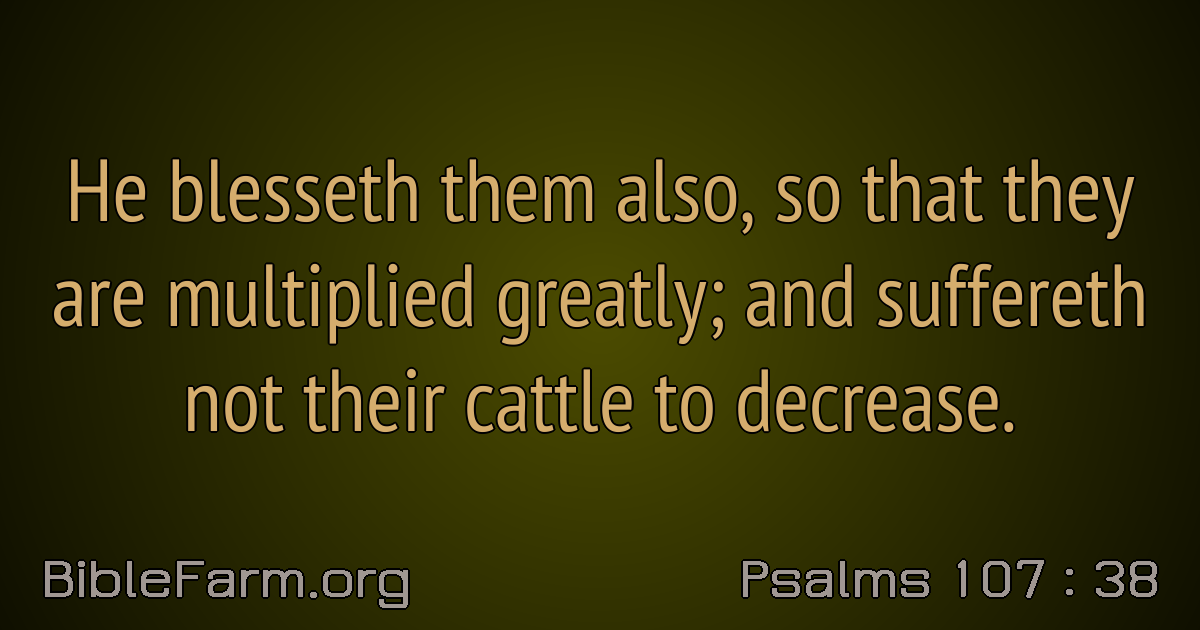 He blesseth them also, so that they
are multiplied greatly; and suffereth
not their cattle to decrease.
BibleFarm.org
Psalms 107 : 38